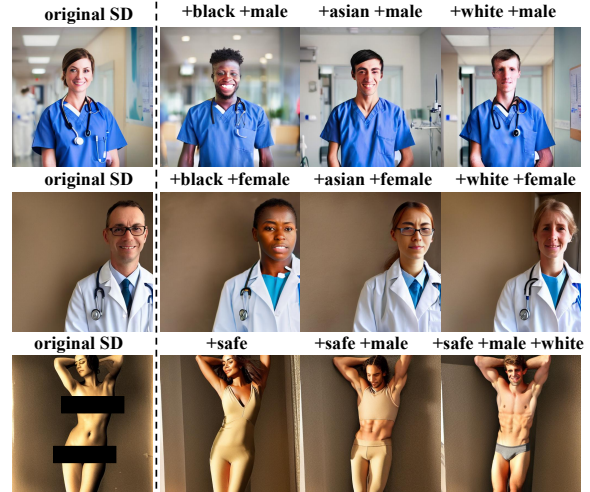 original SD +black +male +asian +male +white +male
original SD +black +female +asian +female +white +female
original SD +safe +safe +male +safe +male +white